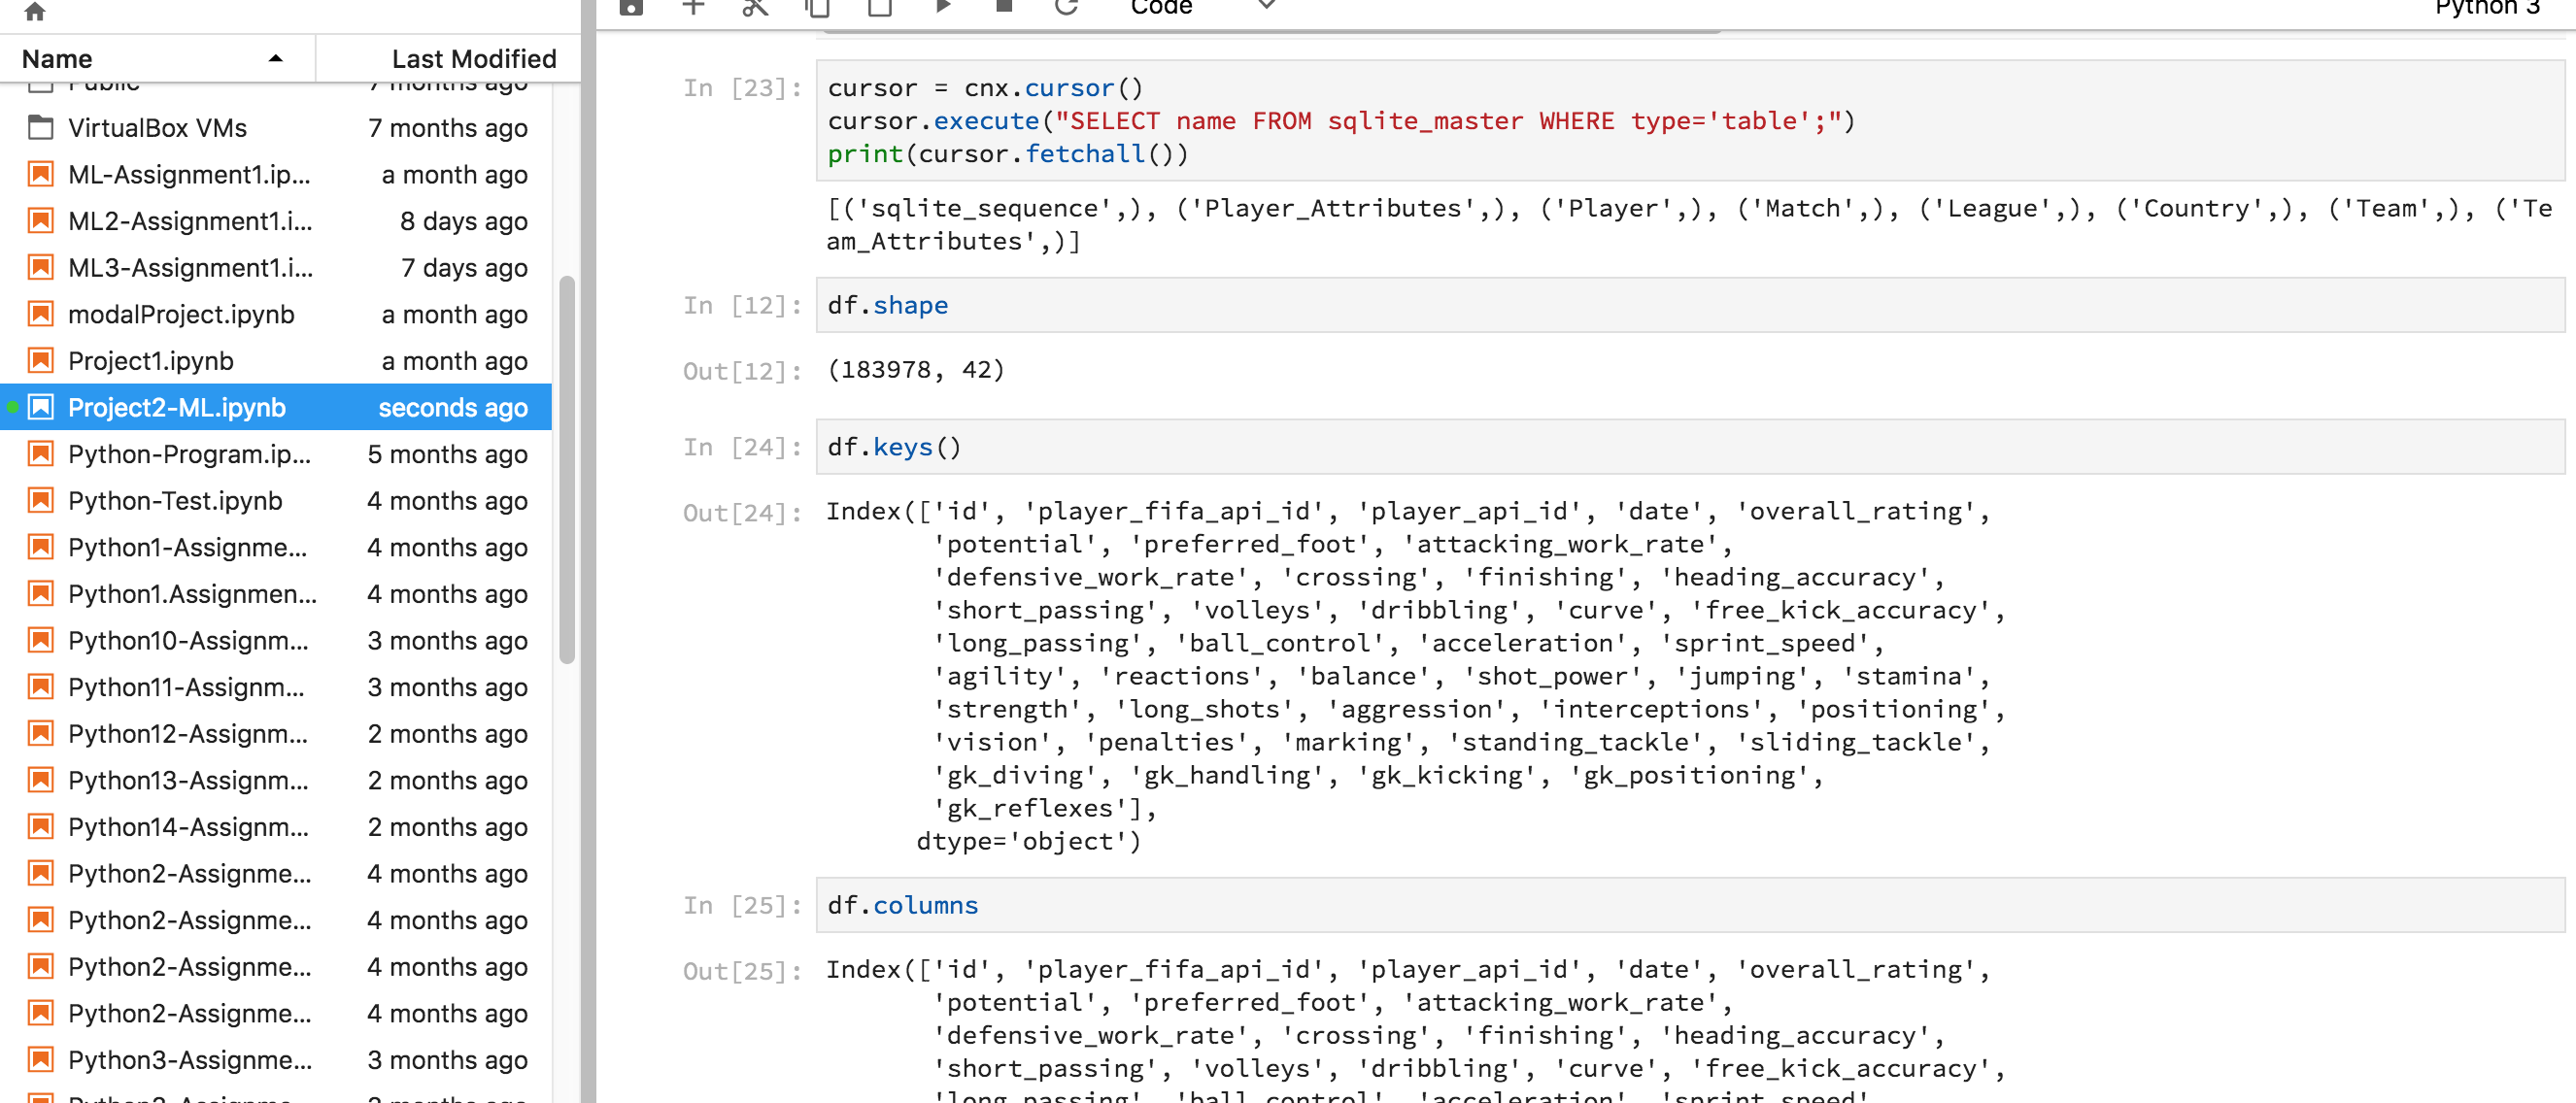 Code
Python 3
Name
Last Modified
Public 7 months ago
VirtualBox VMs 7 months ago
ML-Assignment1.ip... a month ago
ML2-Assignment1.i... 8 days ago
ML3-Assignment1.i... 7 days ago
modalProject.ipynb a month ago
Project1.ipynb a month ago
Project2-ML.ipynb seconds ago
Python-Program.ip... 5 months ago
Python-Test.ipynb 4 months ago
Python1-Assignme... 4 months ago
Python1.Assignmen... 4 months ago
Python10-Assignm... 3 months ago
Python11-Assignm... 3 months ago
Python12-Assignm... 2 months ago
Python13-Assignm... 2 months ago
Python14-Assignm... 2 months ago
Python2-Assignme... 4 months ago
Python2-Assignme... 4 months ago
Python2-Assignme... 4 months ago
Python2-Assignme... 4 months ago
Python3-Assignme... 3 months ago
In [23]: cursor = cnx.cursor()
cursor.execute("SELECT name FROM sqlite_master WHERE type='table';")
print(cursor.fetchall())
[('sqlite_sequence',), ('Player_Attributes',), ('Player',), ('Match',), ('League',), ('Country',), ('Team',), ('Te
am_Attributes',)]
In [12]: df.shape
Out[12]: (183978, 42)
In [24]: df.keys()
Out[24]: Index(['id', 'player_fifa_api_id', 'player_api_id', 'date', 'overall_rating',
'potential', 'preferred_foot', 'attacking_work_rate',
'defensive_work_rate', 'crossing', 'finishing', 'heading_accuracy',
'short_passing', 'volleys', 'dribbling', 'curve', 'free_kick_accuracy',
'long_passing', 'ball_control', 'acceleration', 'sprint_speed',
'agility', 'reactions', 'balance', 'shot_power', 'jumping', 'stamina',
'strength', 'long_shots', 'aggression', 'interceptions', 'positioning',
'vision', 'penalties', 'marking', 'standing_tackle', 'sliding_tackle',
'gk_diving', 'gk_handling', 'gk_kicking', 'gk_positioning',
'gk_reflexes'],
dtype='object')
In [25]: df.columns
Out[25]: Index(['id', 'player_fifa_api_id', 'player_api_id', 'date', 'overall_rating',
'potential', 'preferred_foot', 'attacking_work_rate',
'defensive_work_rate', 'crossing', 'finishing', 'heading_accuracy',
'short_passing', 'volleys', 'dribbling', 'curve', 'free_kick_accuracy',
'long_passing', 'ball_control', 'acceleration', 'sprint_speed',